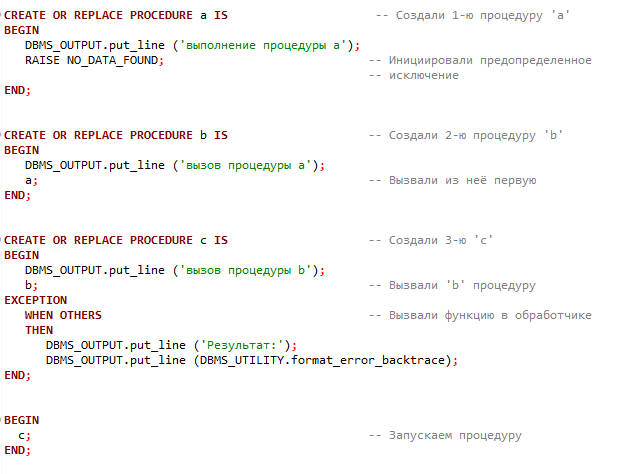 CREATE OR REPLACE PROCEDURE a IS -- Создали 1-ю процедуру 'a'
BEGIN
DBMS_OUTPUT.put_line ('выполнение процедуры a');
RAISE NO_DATA_FOUND; -- Инициировали предопределенное
-- исключение
END;
CREATE OR REPLACE PROCEDURE b IS -- Создали 2-ю процедуру 'b'
BEGIN
DBMS_OUTPUT.put_line ('вызов процедуры a');
a; -- Вызвали из неё первую
END;
CREATE OR REPLACE PROCEDURE c IS -- Создали 3-ю 'c'
BEGIN
DBMS_OUTPUT.put_line ('вызов процедуры b');
b; -- Вызвали 'b' процедуру
EXCEPTION
WHEN OTHERS -- Вызвали функцию в обработчике
THEN
DBMS_OUTPUT.put_line ('Результат:');
DBMS_OUTPUT.put_line (DBMS_UTILITY.format_error_backtrace);
END;
BEGIN
c; -- Запускаем процедуру
END;